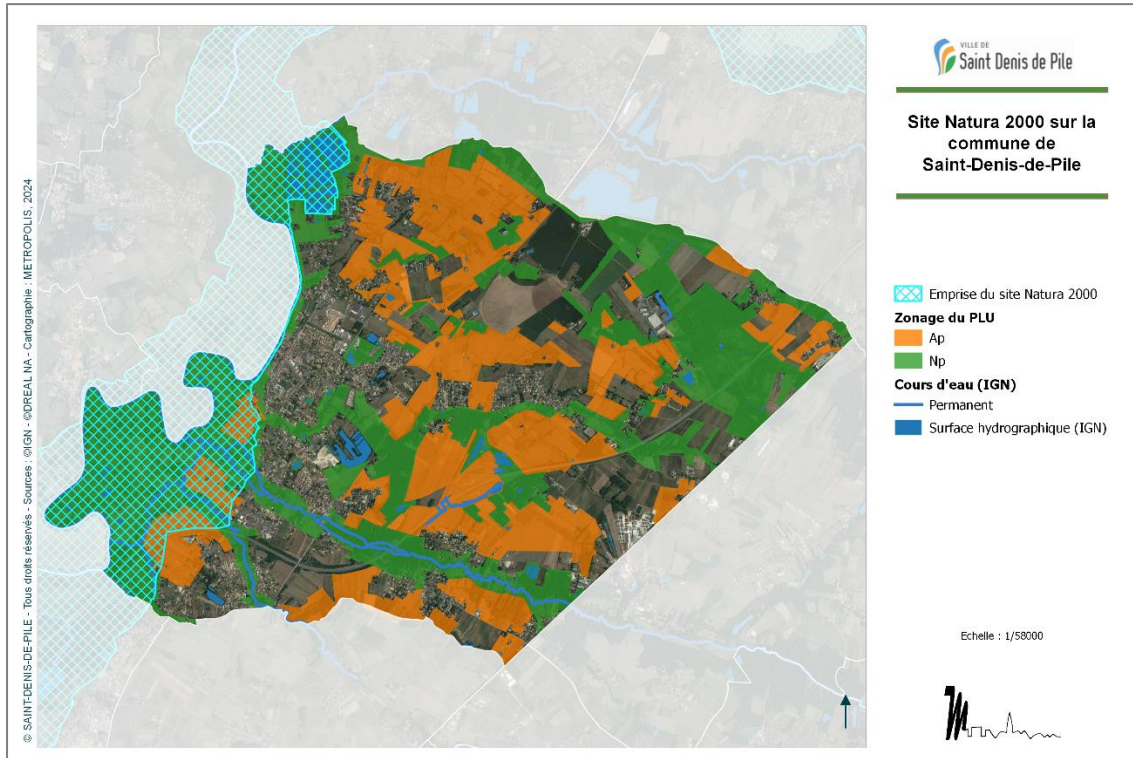 VILLE DE
Saint Denis de Pile
Site Natura 2000 sur la
commune de
Saint-Denis-de-Pile
Emprise du site Natura 2000
Zonage du PLU
Ap
Np
Cours d'eau (IGN)
Permanent
Surface hydrographique (IGN)
Echelle : 1/58000
© SAINT-DENIS-DE-PILE - Tous droits réservés - Sources : ©IGN - ©DREAL NA - Cartographie : METROPOLIS, 2024